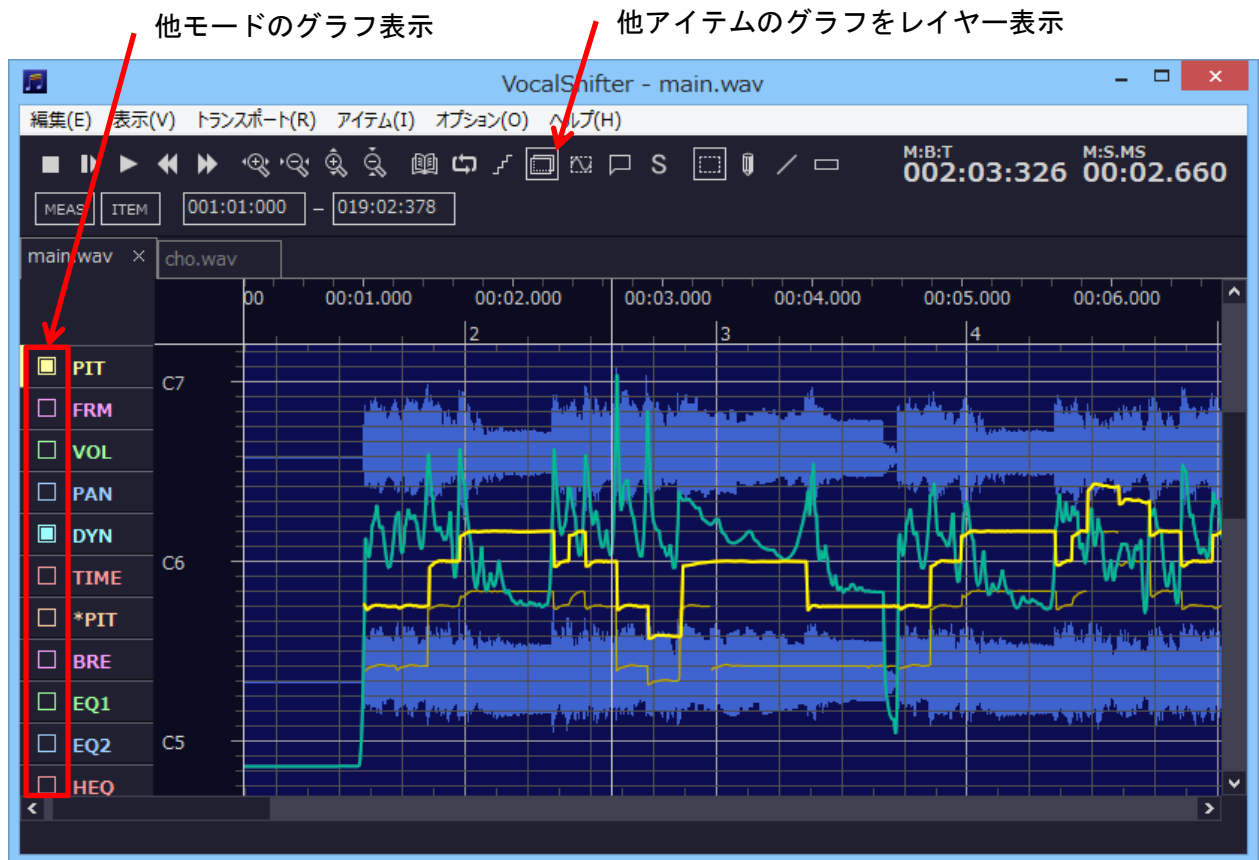 他モードのグラフ表示
他アイテムのグラフをレイヤー表示
VocalShifter - main.wav
編集(E) 表示(V) トランスポート(R) アイテム(I) オプション(O) ヘルプ(H)
S
M:B:T M:S.MS
002:03:326 00:02.660
MEAS ITEM 001:01:000 – 019:02:378
main.wav × cho.wav
00 00:01.000 00:02.000 00:03.000 00:04.000 00:05.000 00:06.000
2 3 4
PIT
C7
FRM
VOL
PAN
DYN
C6
TIME
*PIT
BRE
EQ1
EQ2
C5
HEQ